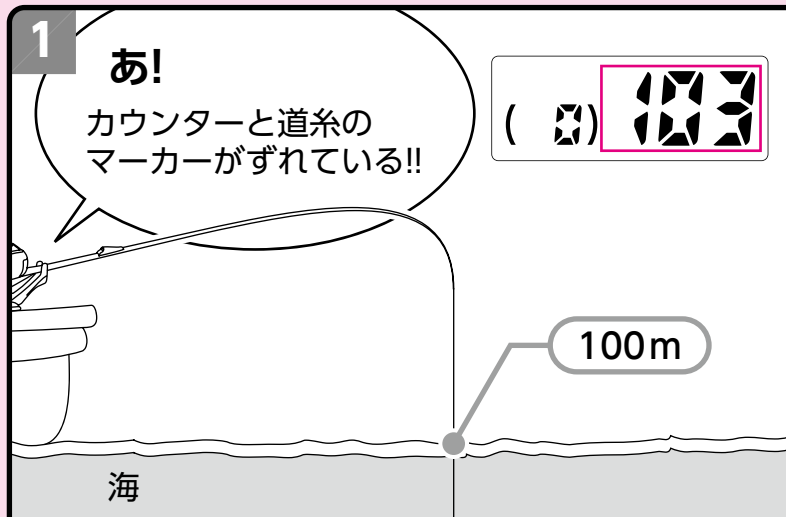 1
あ!
カウンターと道糸の
マーカーがずれている!!
( 0) 103
100m
海